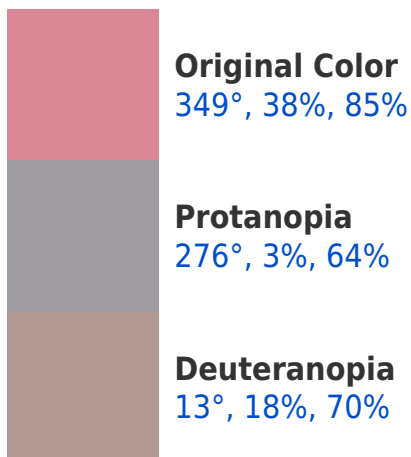 Original Color
349°, 38%, 85%
Protanopia
276°, 3%, 64%
Deuteranopia
13°, 18%, 70%